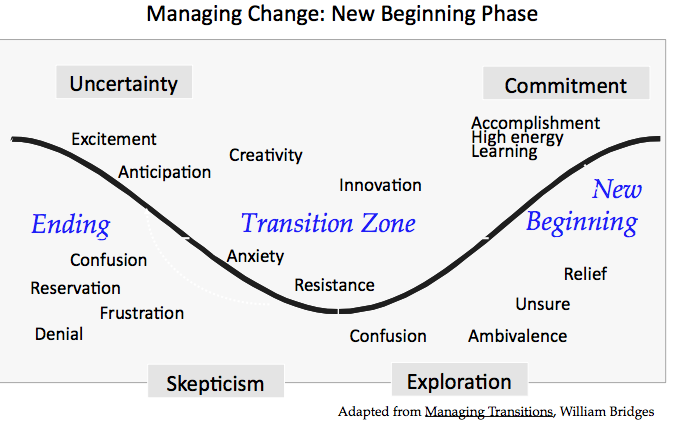 Managing Change: New Beginning Phase
Uncertainty
Commitment
Excitement
Anticipation
Creativity
Innovation
Accomplishment
High energy
Learning
Ending
Transition Zone
New
Beginning
Confusion
Reservation
Frustration
Denial
Anxiety
Resistance
Confusion
Relief
Unsure
Ambivalence
Skepticism
Exploration
Adapted from Managing Transitions, William Bridges